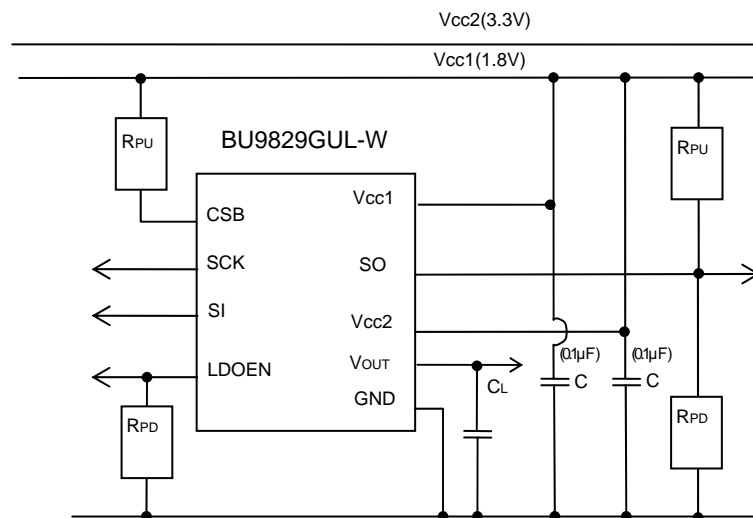 Vcc2(3.3V)
Vcc1(1.8V)
BU9829GUL-W
RPU
RPU
CSB
Vcc1
SCK
SO
SI
Vcc2
(0.1µF)
(0.1µF)
LDOEN
VOUT
CL
C
C
GND
RPD
RPD